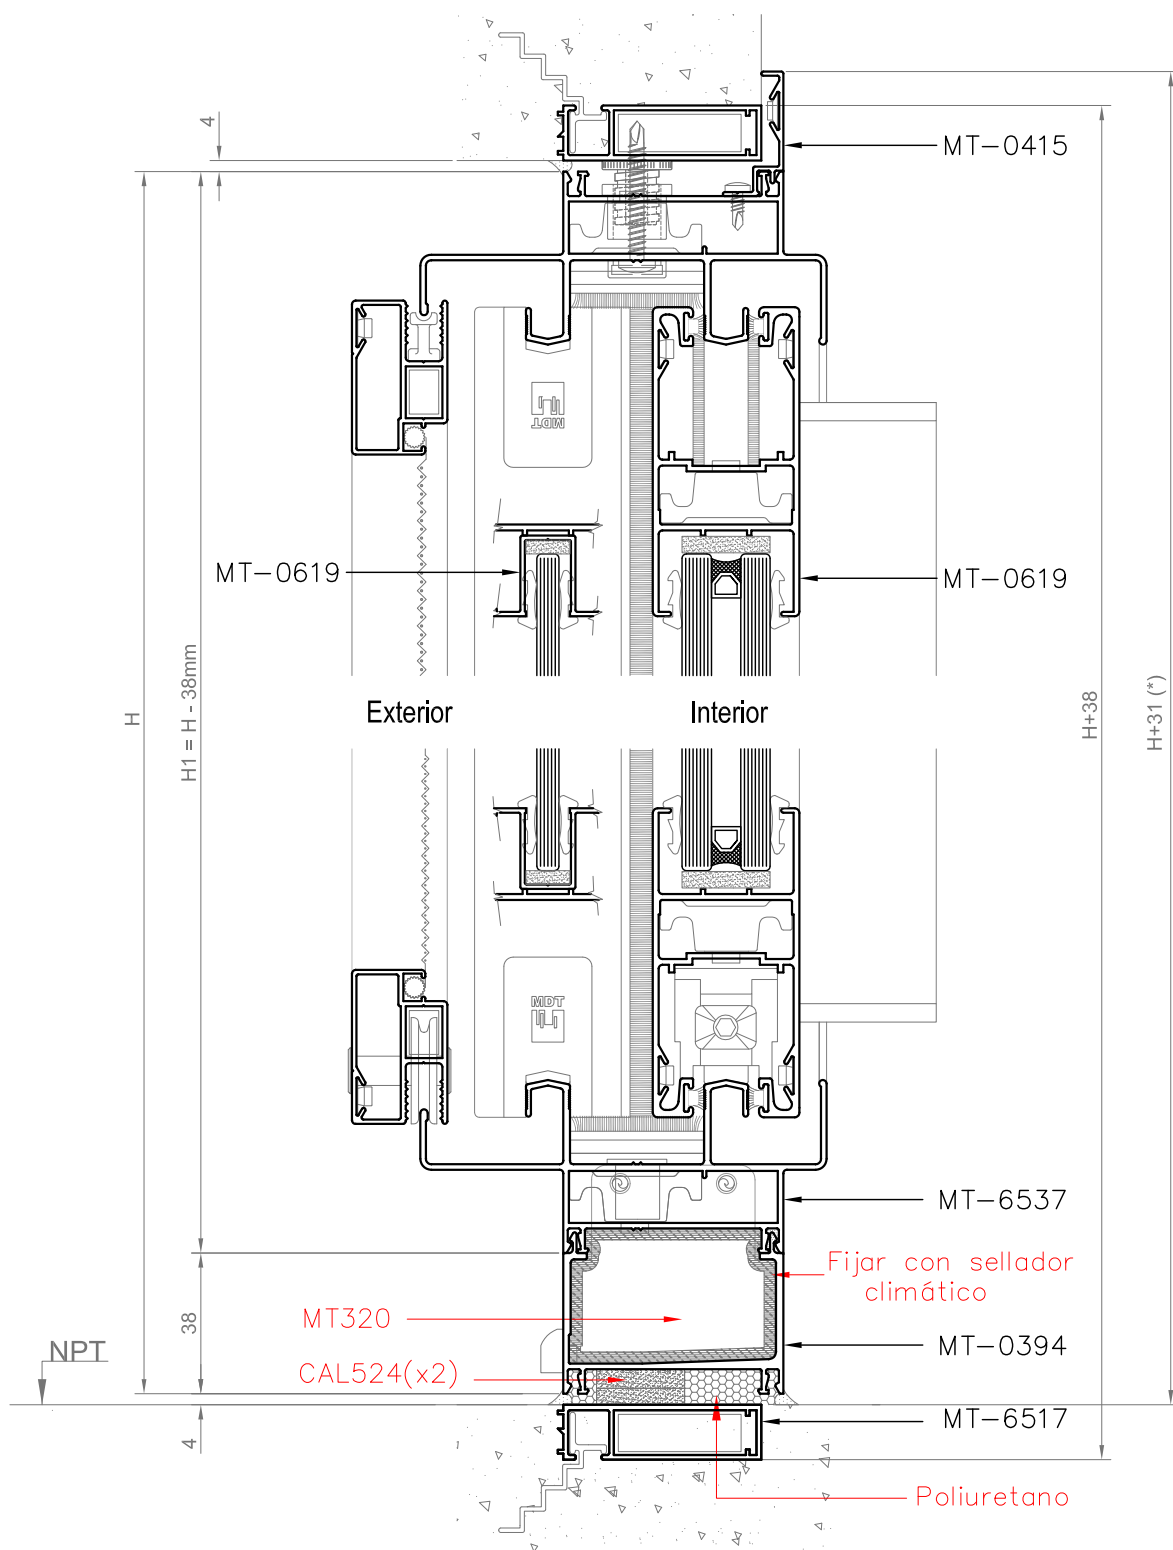 4
MT-0415
MDT
MT-0619
MT-0619
H
H1 = H - 38mm
Exterior
Interior
H+38
H+31 (*)
MDT
MT-6537
Fijar con sellador
climático
MT320
38
MT-0394
NPT
CAL524(x2)
MT-6517
4
Poliuretano